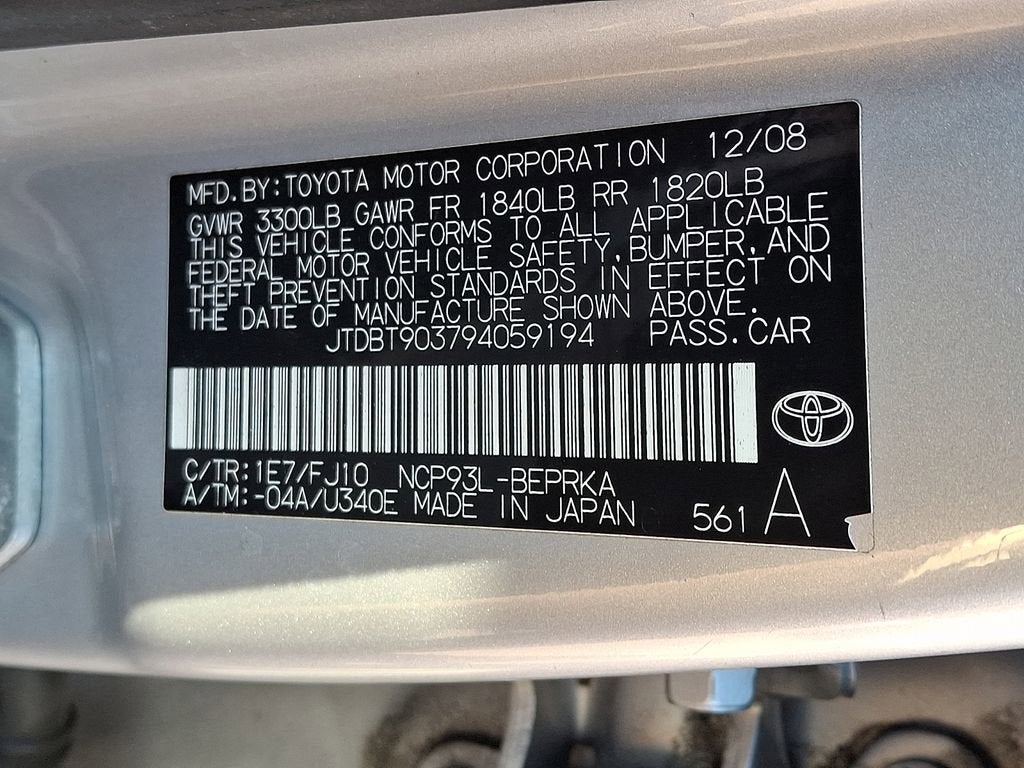 MFD.BY:TOYOTA MOTOR CORPORATION 12/08
GVWR 3300LB GAWR FR 1840LB RR 1820LB
THIS VEHICLE CONFORMS TO ALL APPLICABLE
FEDERAL MOTOR VEHICLE SAFETY,BUMPER,AND
THEFT PREVENTION STANDARDS IN EFFECT ON
THE DATE OF MANUFACTURE SHOWN ABOVE.
JTDBT903794059194 PASS.CAR
C/TR:1E7/FJ10 NCP93L-BEPRKA
A/TM:-04A/U340E MADE IN JAPAN 561 A